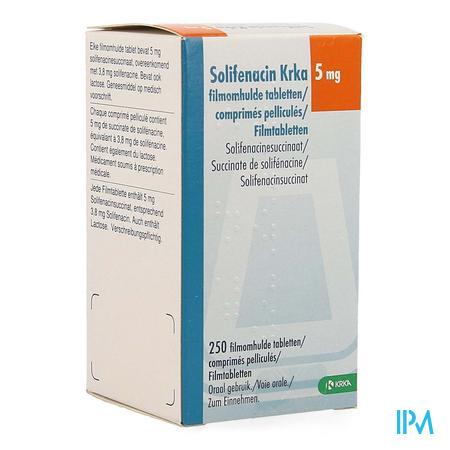 Elke filmomhulde tablet bevat 5 mg
solifenacinesuccinaat, overeenkomend
met 3,8 mg solifenacine. Bevat ook
lactose. Geneesmiddel op medisch
voorschrift.
Chaque comprimé pelliculé contient
5 mg de succinate de solifénacine,
équivalant à 3,8 mg de solifénacine.
Contient également du lactose.
Médicament soumis à prescription
médicale.
Jede Filmtablette enthält 5 mg
Solifenacinsuccinat, entsprechend
3,8 mg Solifenacin. Auch enthält
Lactose. Verschreibungspflichtig.
Solifenacin Krka 5 mg
filmomhulde tabletten/
comprimés pelliculés/
Filmtabletten
Solifenacinesuccinaat/
Succinate de solifénacine/
Solifenacinsuccinat
250 filmomhulde tabletten/
comprimés pelliculés/
Filmtabletten
Oraal gebruik./Voie orale./
Zum Einnehmen.
KRKA
IPM